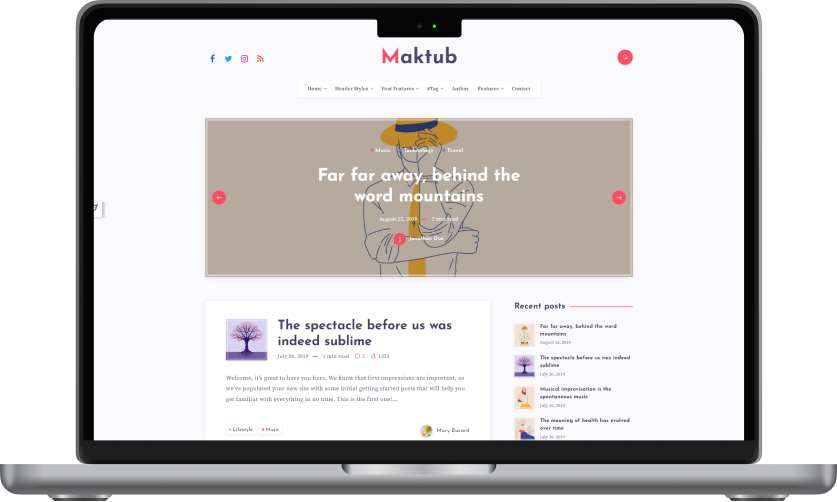 Maktub
Home Header Styles Post Features #Tag Author Features Contact
Music Technology Travel
Far far away, behind the
word mountains
August 23, 2019 — 2 min read
J Jonathan Doe
The spectacle before us was
indeed sublime
July 26, 2019 — 1 min read 2 1353
Welcome, it's great to have you here. We know that first impressions are important, so
we've populated your new site with some initial getting started posts that will help you
get familiar with everything in no time. This is the first one!...
Lifestyle Music
Mary Buzard
Recent posts
Far far away, behind the word
mountains
August 23, 2019
The spectacle before us was indeed
sublime
July 26, 2019
Musical improvisation is the
spontaneous music
July 26, 2019
The meaning of health has evolved
over time
July 26, 2019